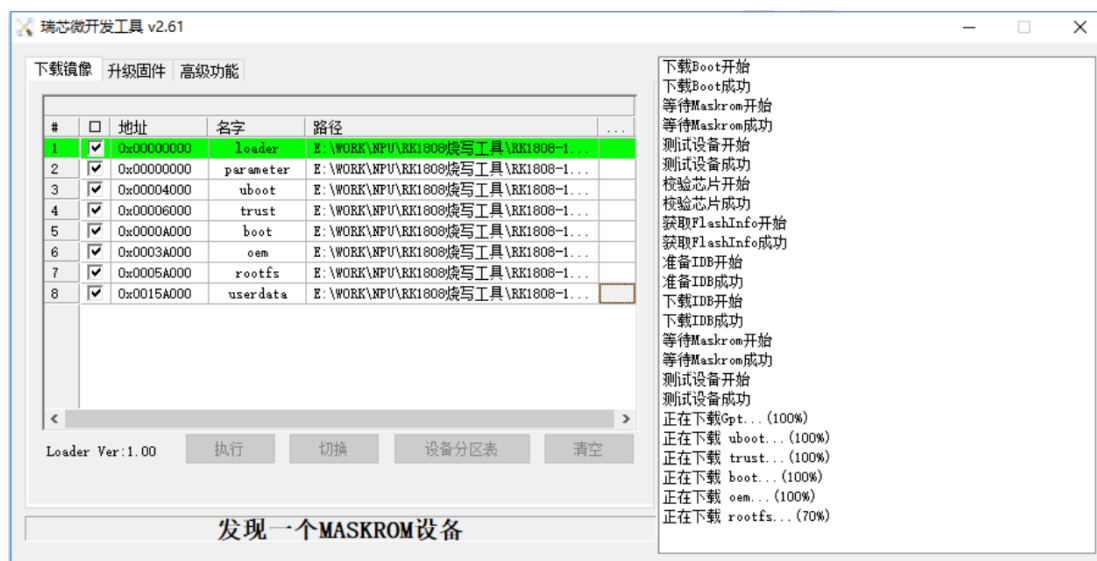 瑞芯微开发工具 v2.61
下载镜像 升级固件 高级功能
# 地址 名字 路径 ...
1 0x00000000 loader E:\WORK\NPU\RK1808烧写工具\RK1808-1...
2 0x00000000 parameter E:\WORK\NPU\RK1808烧写工具\RK1808-1...
3 0x00004000 uboot E:\WORK\NPU\RK1808烧写工具\RK1808-1...
4 0x00006000 trust E:\WORK\NPU\RK1808烧写工具\RK1808-1...
5 0x0000A000 boot E:\WORK\NPU\RK1808烧写工具\RK1808-1...
6 0x0003A000 oem E:\WORK\NPU\RK1808烧写工具\RK1808-1...
7 0x0005A000 rootfs E:\WORK\NPU\RK1808烧写工具\RK1808-1...
8 0x0015A000 userdata E:\WORK\NPU\RK1808烧写工具\RK1808-1...
Loader Ver:1.00 执行 切换 设备分区表 清空
发现一个MASKROM设备
下载Boot开始
下载Boot成功
等待Maskrom开始
等待Maskrom成功
测试设备开始
测试设备成功
校验芯片开始
校验芯片成功
获取FlashInfo开始
获取FlashInfo成功
准备IDB开始
准备IDB成功
下载IDB开始
下载IDB成功
等待Maskrom开始
等待Maskrom成功
测试设备开始
测试设备成功
正在下载Gpt...(100%)
正在下载 uboot...(100%)
正在下载 trust...(100%)
正在下载 boot...(100%)
正在下载 oem...(100%)
正在下载 rootfs...(70%)